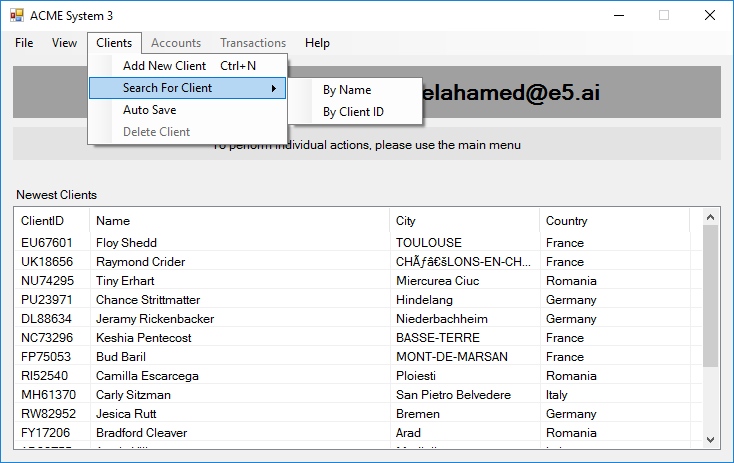 ACME System 3
File View Clients Accounts Transactions Help
Add New Client Ctrl+N
Search For Client
Auto Save
Delete Client
By Name
By Client ID
elahamed@e5.ai
To perform individual actions, please use the main menu
Newest Clients
ClientID Name City Country
EU67601 Floy Shedd TOULOUSE France
UK18656 Raymond Crider CHÃƒâ€šLONS-EN-CH... France
NU74295 Tiny Erhart Miercurea Ciuc Romania
PU23971 Chance Strittmatter Hindelang Germany
DL88634 Jeramy Rickenbacker Niederbachheim Germany
NC73296 Keshia Pentecost BASSE-TERRE France
FP75053 Bud Baril MONT-DE-MARSAN France
RI52540 Camilla Escarcega Ploiesti Romania
MH61370 Carly Sitzman San Pietro Belvedere Italy
RW82952 Jesica Rutt Bremen Germany
FY17206 Bradford Cleaver Arad Romania